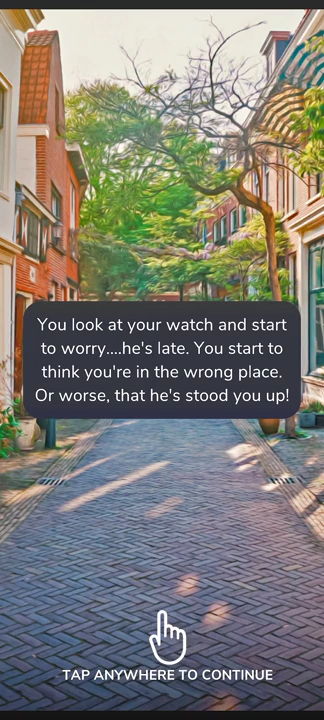 You look at your watch and start
to worry....he's late. You start to
think you're in the wrong place.
Or worse, that he's stood you up!
TAP ANYWHERE TO CONTINUE